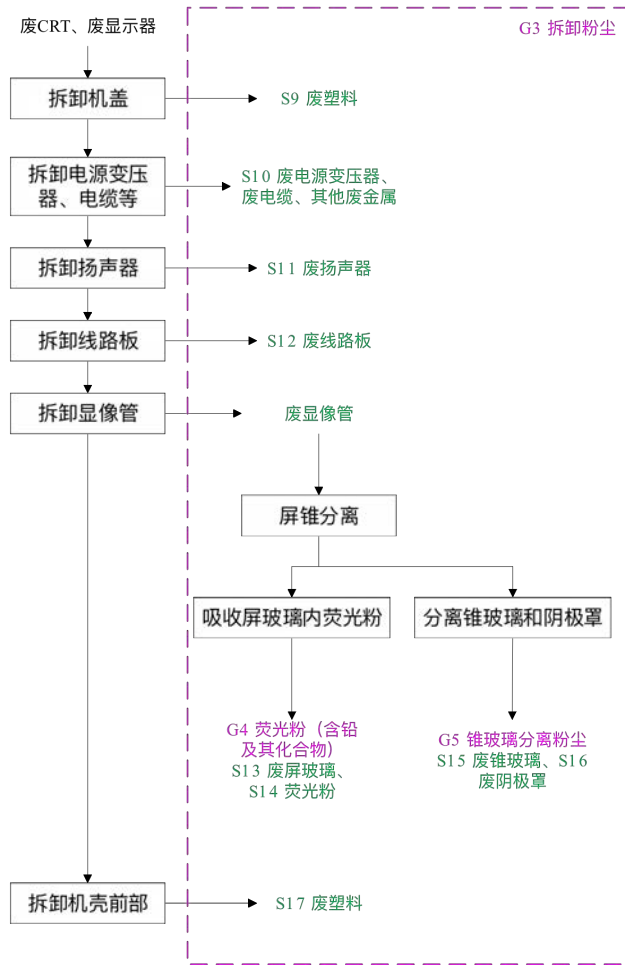 废CRT、废显示器
G3 拆卸粉尘
拆卸机盖
S9 废塑料
拆卸电源变压
器、电缆等
S10 废电源变压器、
废电缆、其他废金属
拆卸扬声器
S11 废扬声器
拆卸线路板
S12 废线路板
拆卸显像管
废显像管
屏锥分离
吸收屏玻璃内荧光粉
分离锥玻璃和阴极罩
G4 荧光粉（含铅
及其化合物）
S13 废屏玻璃、
S14 荧光粉
G5 锥玻璃分离粉尘
S15 废锥玻璃、S16
废阴极罩
拆卸机壳前部
S17 废塑料